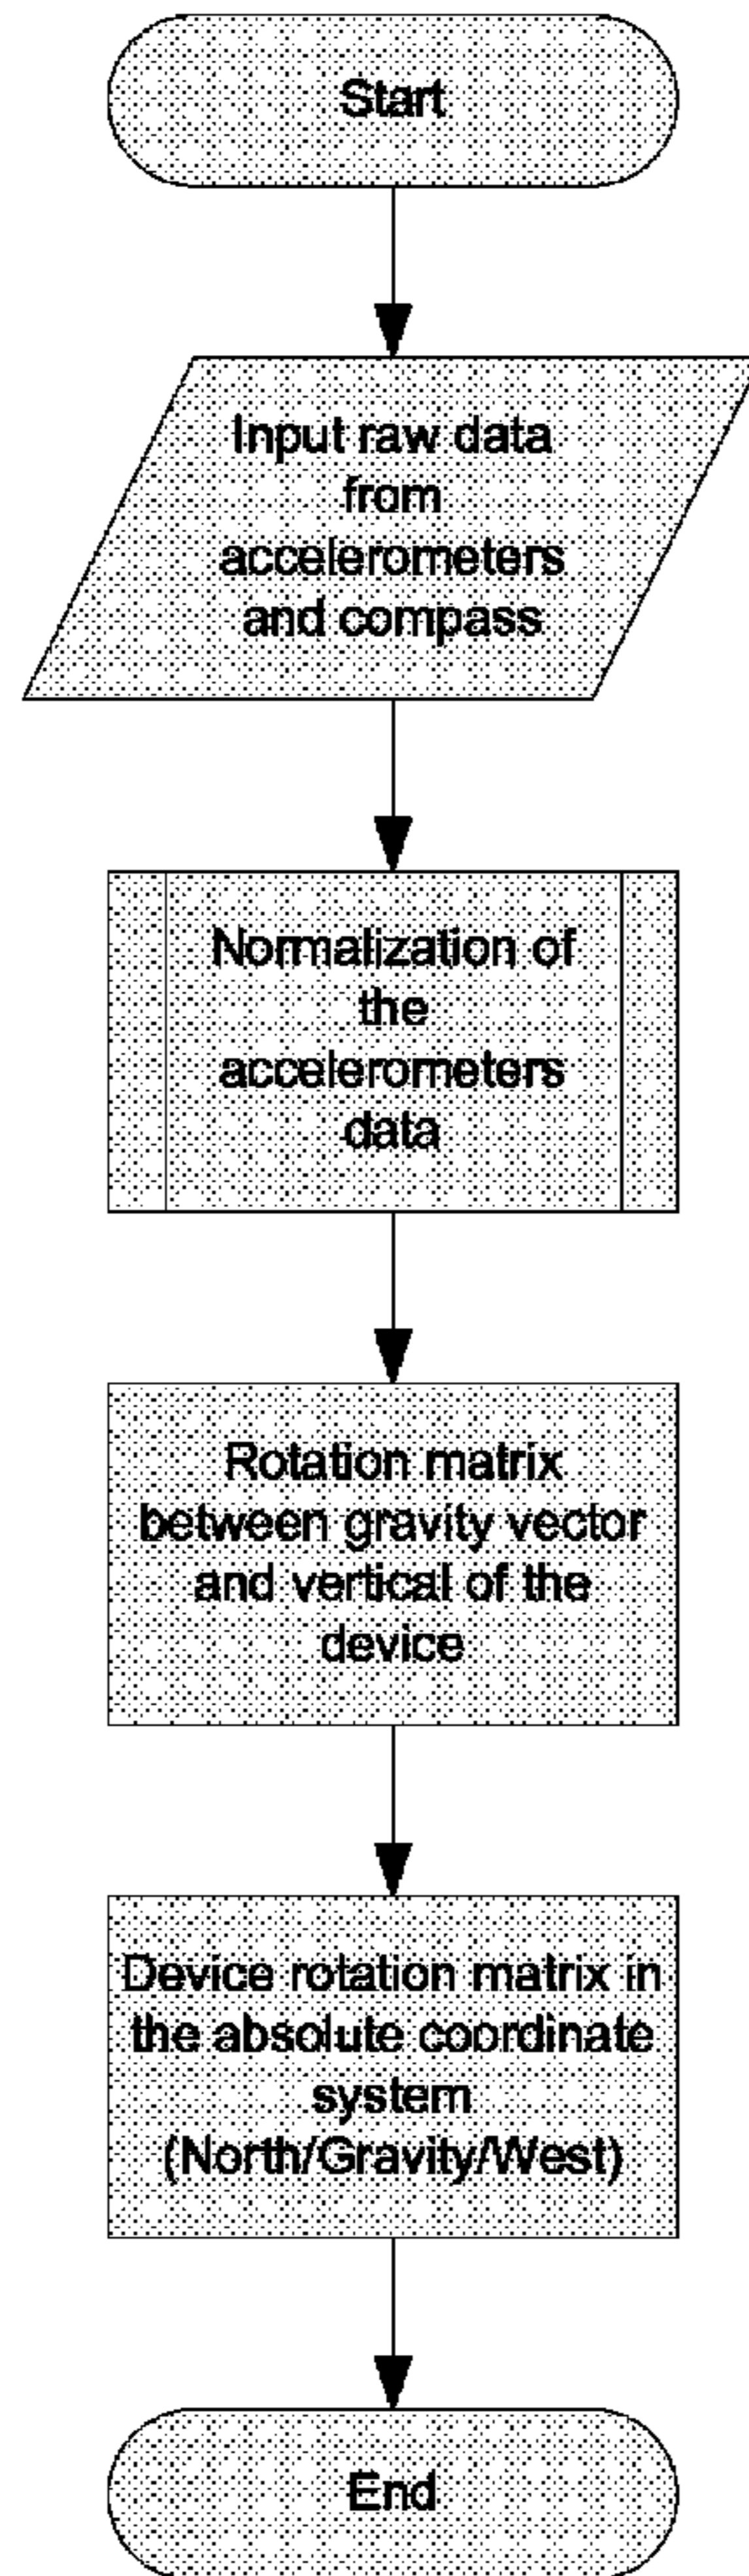 Start
Input raw data
from
accelerometers
and compass
Normalization of
the
accelerometers
data
Rotation matrix
between gravity vector
and vertical of the
device
Device rotation matrix in
the absolute coordinate
system
(North/Gravity/West)
End